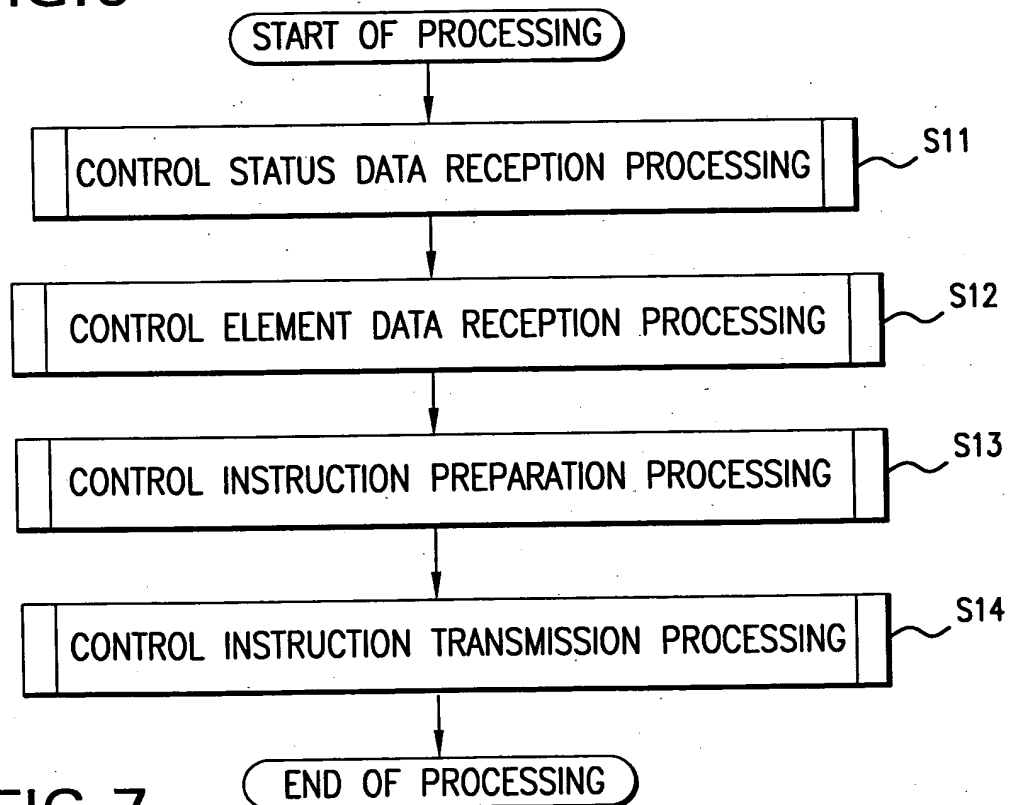 START OF PROCESSING
CONTROL STATUS DATA RECEPTION PROCESSING
S11
CONTROL ELEMENT DATA RECEPTION PROCESSING
S12
CONTROL INSTRUCTION PREPARATION PROCESSING
S13
CONTROL INSTRUCTION TRANSMISSION PROCESSING
S14
END OF PROCESSING